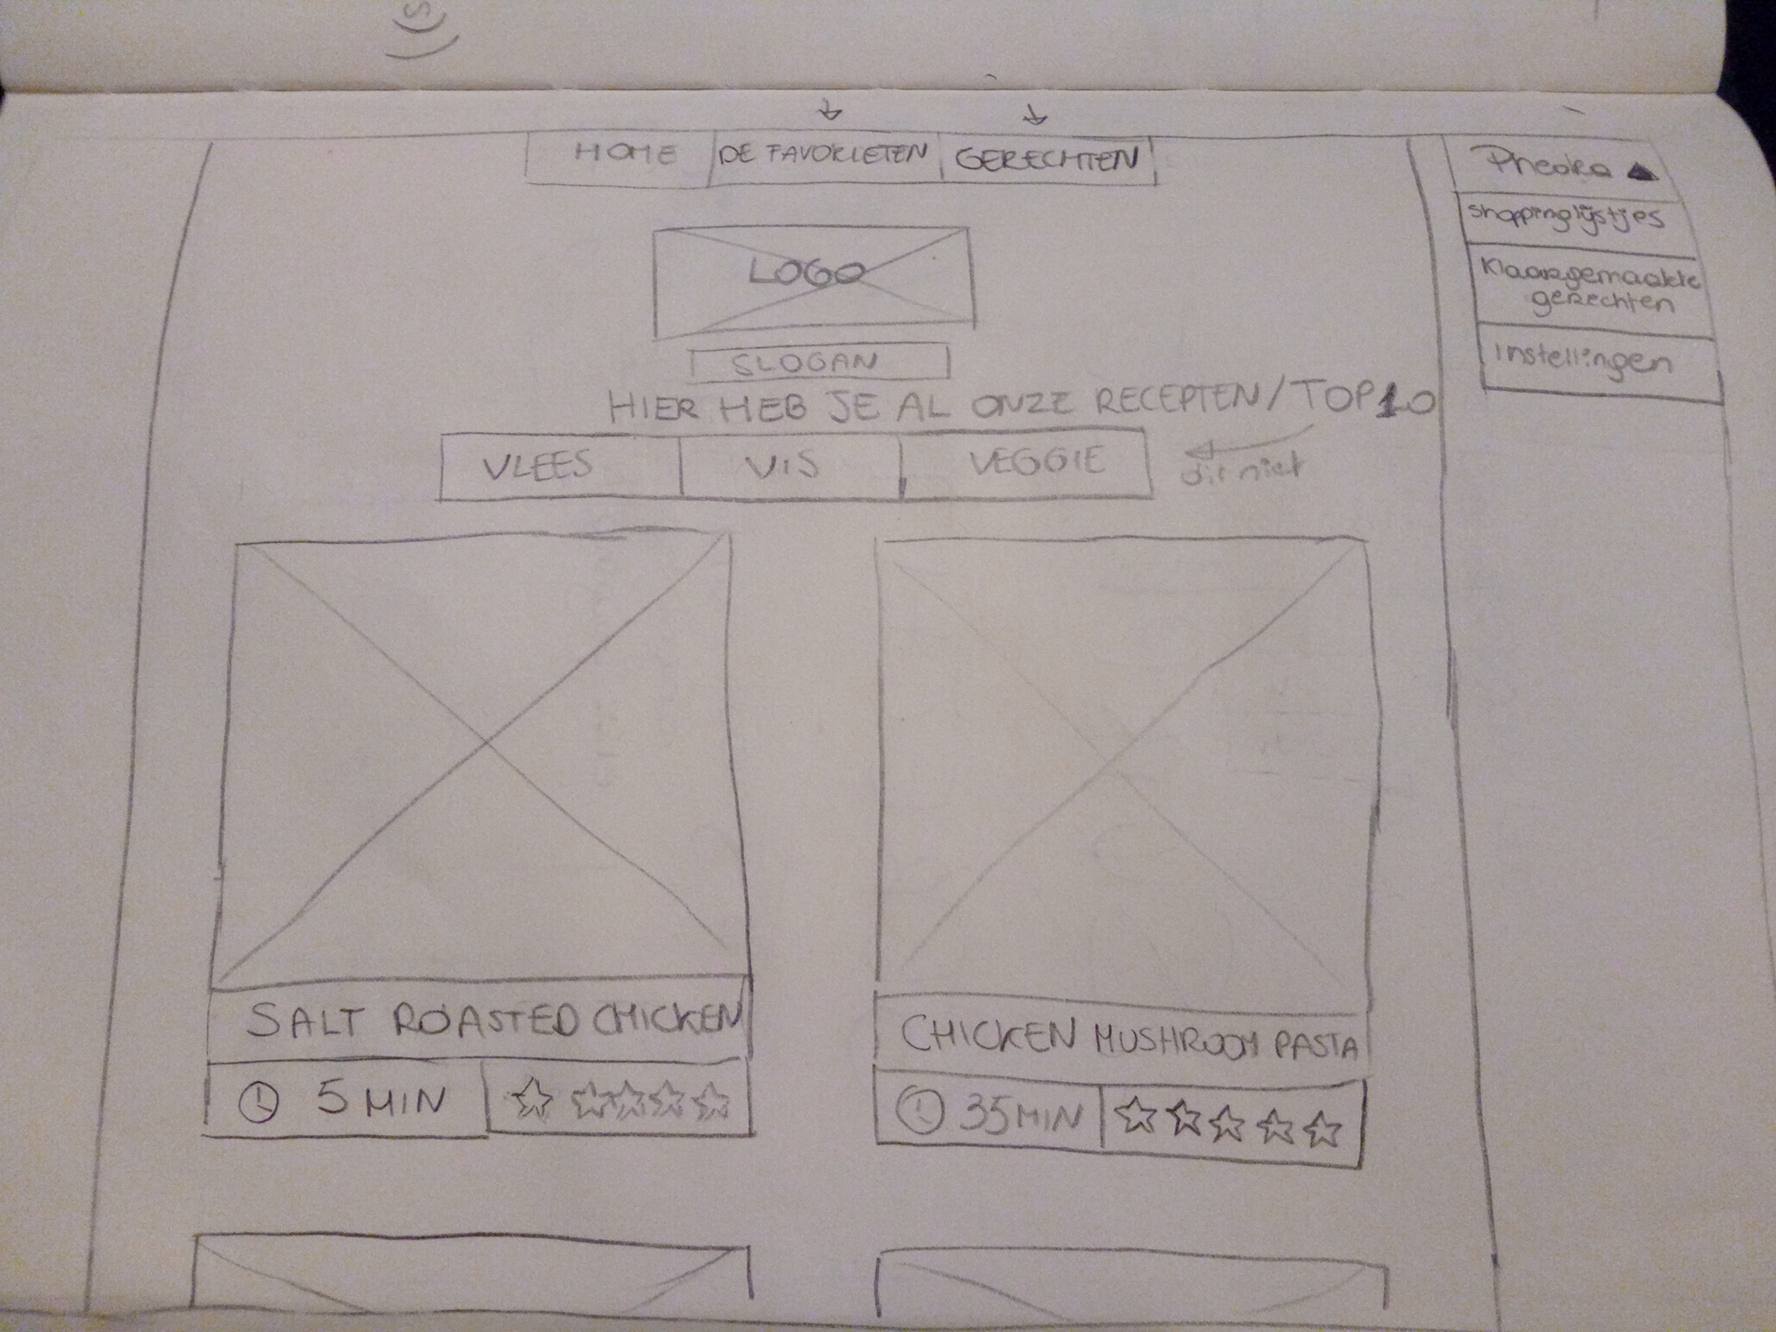 HOME DE FAVORIETEN GERECHTEN
LOGO
SLOGAN
HIER HEB JE AL ONZE RECEPTEN/TOP10
VLEES VIS VEGGIE
dit niet
SALT ROASTED CHICKEN
5 MIN
CHICKEN MUSHROOM PASTA
35 MIN
shoppinglijstjes
Klaargemaakte
gerechten
Instellingen